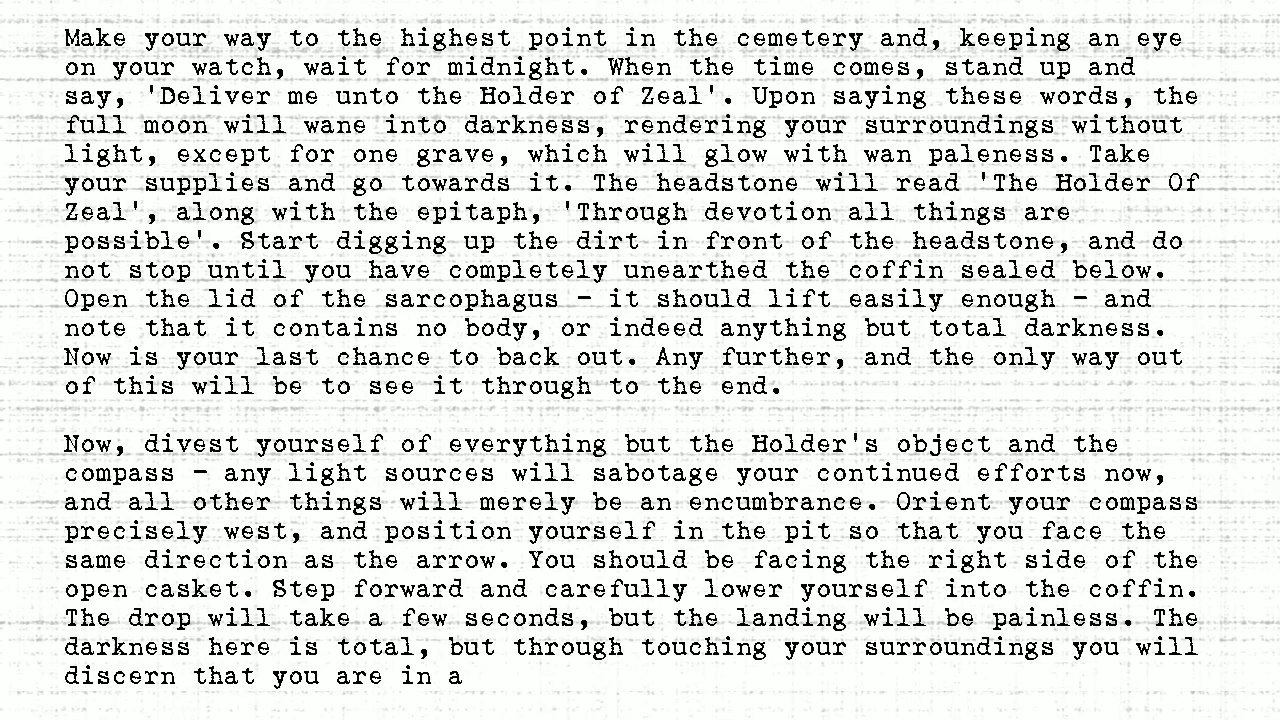 Make your way to the highest point in the cemetery and, keeping an eye
on your watch, wait for midnight. When the time comes, stand up and
say, 'Deliver me unto the Holder of Zeal'. Upon saying these words, the
full moon will wane into darkness, rendering your surroundings without
light, except for one grave, which will glow with wan paleness. Take
your supplies and go towards it. The headstone will read 'The Holder Of
Zeal', along with the epitaph, 'Through devotion all things are
possible'. Start digging up the dirt in front of the headstone, and do
not stop until you have completely unearthed the coffin sealed below.
Open the lid of the sarcophagus - it should lift easily enough - and
note that it contains no body, or indeed anything but total darkness.
Now is your last chance to back out. Any further, and the only way out
of this will be to see it through to the end.

Now, divest yourself of everything but the Holder's object and the
compass - any light sources will sabotage your continued efforts now,
and all other things will merely be an encumbrance. Orient your compass
precisely west, and position yourself in the pit so that you face the
same direction as the arrow. You should be facing the right side of the
open casket. Step forward and carefully lower yourself into the coffin.
The drop will take a few seconds, but the landing will be painless. The
darkness here is total, but through touching your surroundings you will
discern that you are in a